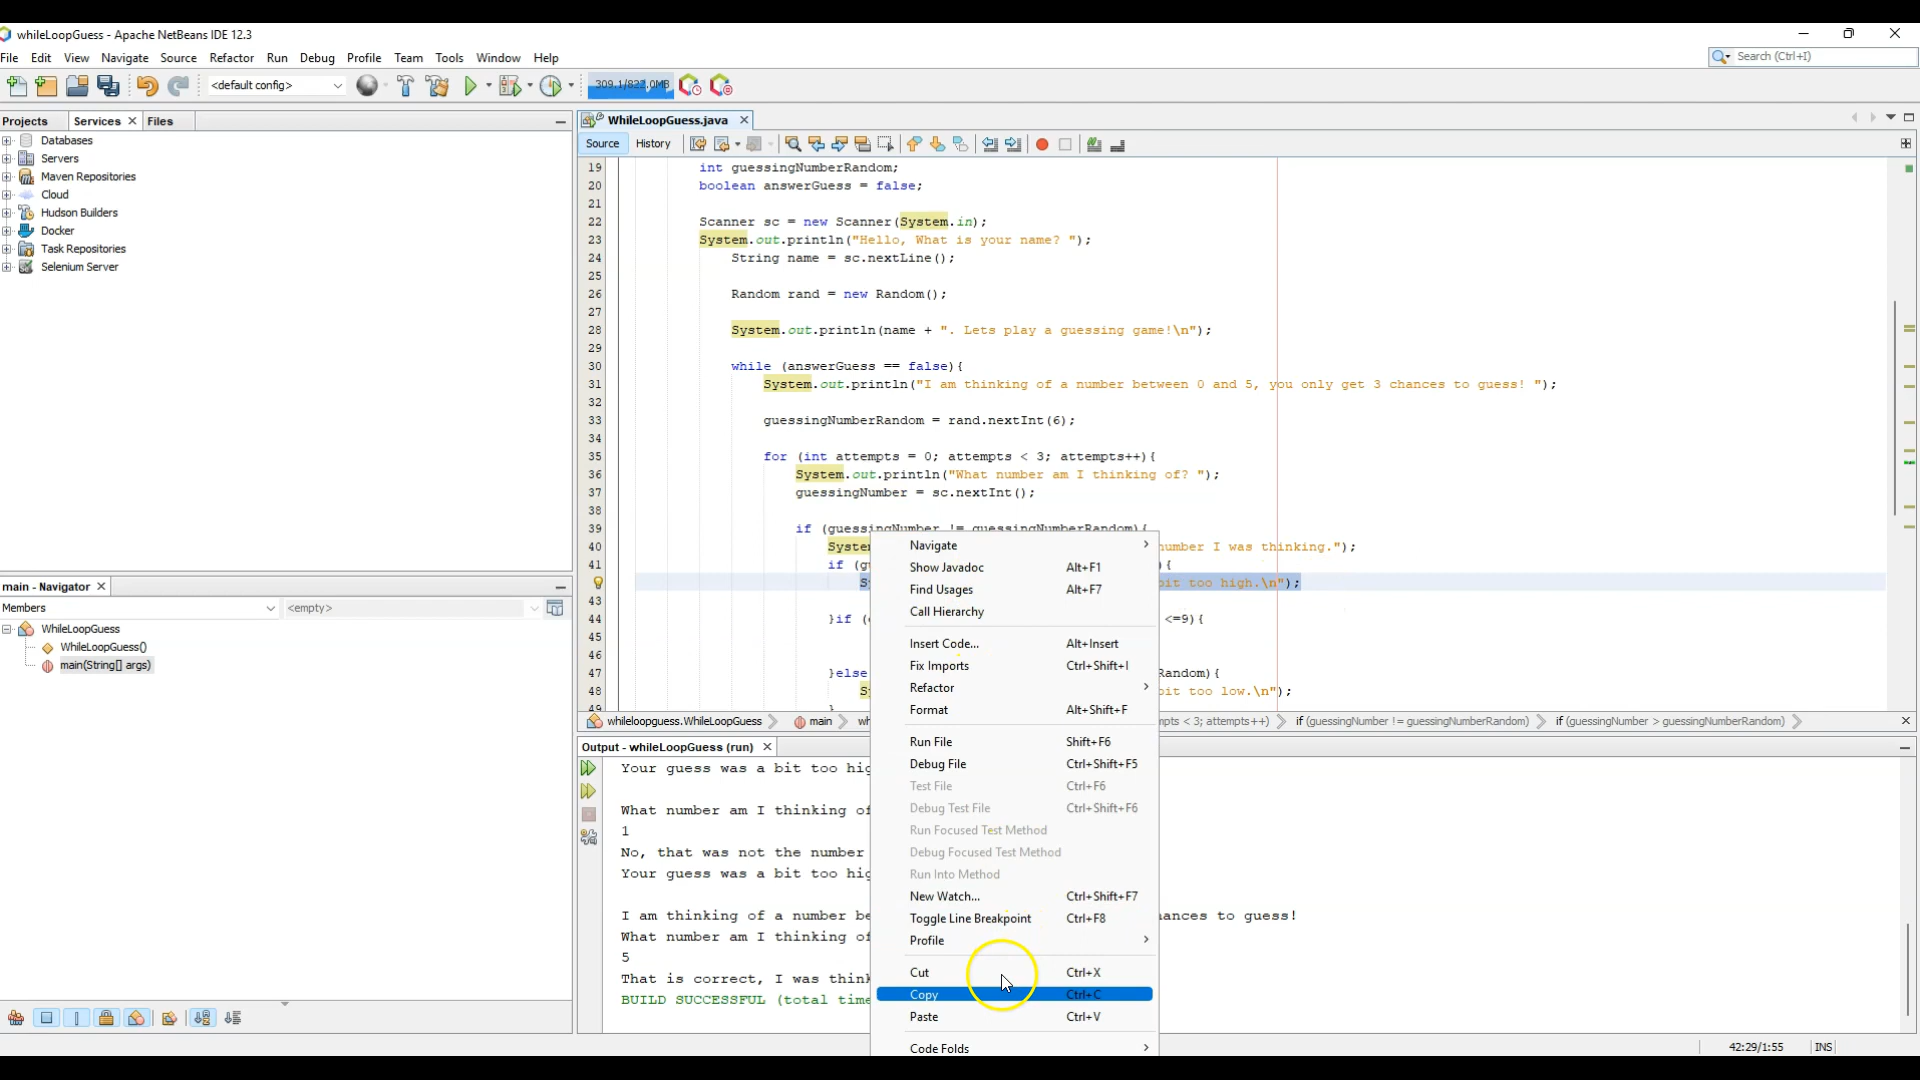 whileLoopGuess - Apache NetBeans IDE 12.3
File Edit View Navigate Source Refactor Run Debug Profile Team Tools Window Help
Search (Ctrl+I)
<default config>
309.1/822.0MB
Projects Services Files
Databases
Servers
Maven Repositories
Cloud
Hudson Builders
Docker
Task Repositories
Selenium Server
main - Navigator
Members <empty>
WhileLoopGuess
WhileLoopGuess()
main(String[] args)
WhileLoopGuess.java
Source History
19 int guessingNumberRandom;
20 boolean answerGuess = false;
21
22 Scanner sc = new Scanner(System.in);
23 System.out.println("Hello, What is your name? ");
24 String name = sc.nextLine();
25
26 Random rand = new Random();
27
28 System.out.println(name + ". Lets play a guessing game!\n");
29
30 while (answerGuess == false){
31 System.out.println("I am thinking of a number between 0 and 5, you only get 3 chances to guess! ");
32
33 guessingNumberRandom = rand.nextInt(6);
34
35 for (int attempts = 0; attempts < 3; attempts++){
36 System.out.println("What number am I thinking of? ");
37 guessingNumber = sc.nextInt();
38
39 if (guessingNumber != guessingNumberRandom){
40 Syste number I was thinking.");
41 if (g ){
S bit too high.\n");
43
44 }if ( <=9){
45
46
47 }else Random){
48 S bit too low.\n");
49 }
whileloopguess.WhileLoopGuess main wh pts < 3; attempts++) if (guessingNumber != guessingNumberRandom) if (guessingNumber > guessingNumberRandom)
Navigate
Show Javadoc Alt+F1
Find Usages Alt+F7
Call Hierarchy
Insert Code... Alt+Insert
Fix Imports Ctrl+Shift+I
Refactor
Format Alt+Shift+F
Run File Shift+F6
Debug File Ctrl+Shift+F5
Test File Ctrl+F6
Debug Test File Ctrl+Shift+F6
Run Focused Test Method
Debug Focused Test Method
Run Into Method
New Watch... Ctrl+Shift+F7
Toggle Line Breakpoint Ctrl+F8
Profile
Cut Ctrl+X
Copy Ctrl+C
Paste Ctrl+V
Code Folds
Output - whileLoopGuess (run)
Your guess was a bit too hig
What number am I thinking of
1
No, that was not the number
Your guess was a bit too hig
I am thinking of a number be ances to guess!
What number am I thinking of
5
That is correct, I was think
BUILD SUCCESSFUL (total time
42:29/1:55 INS